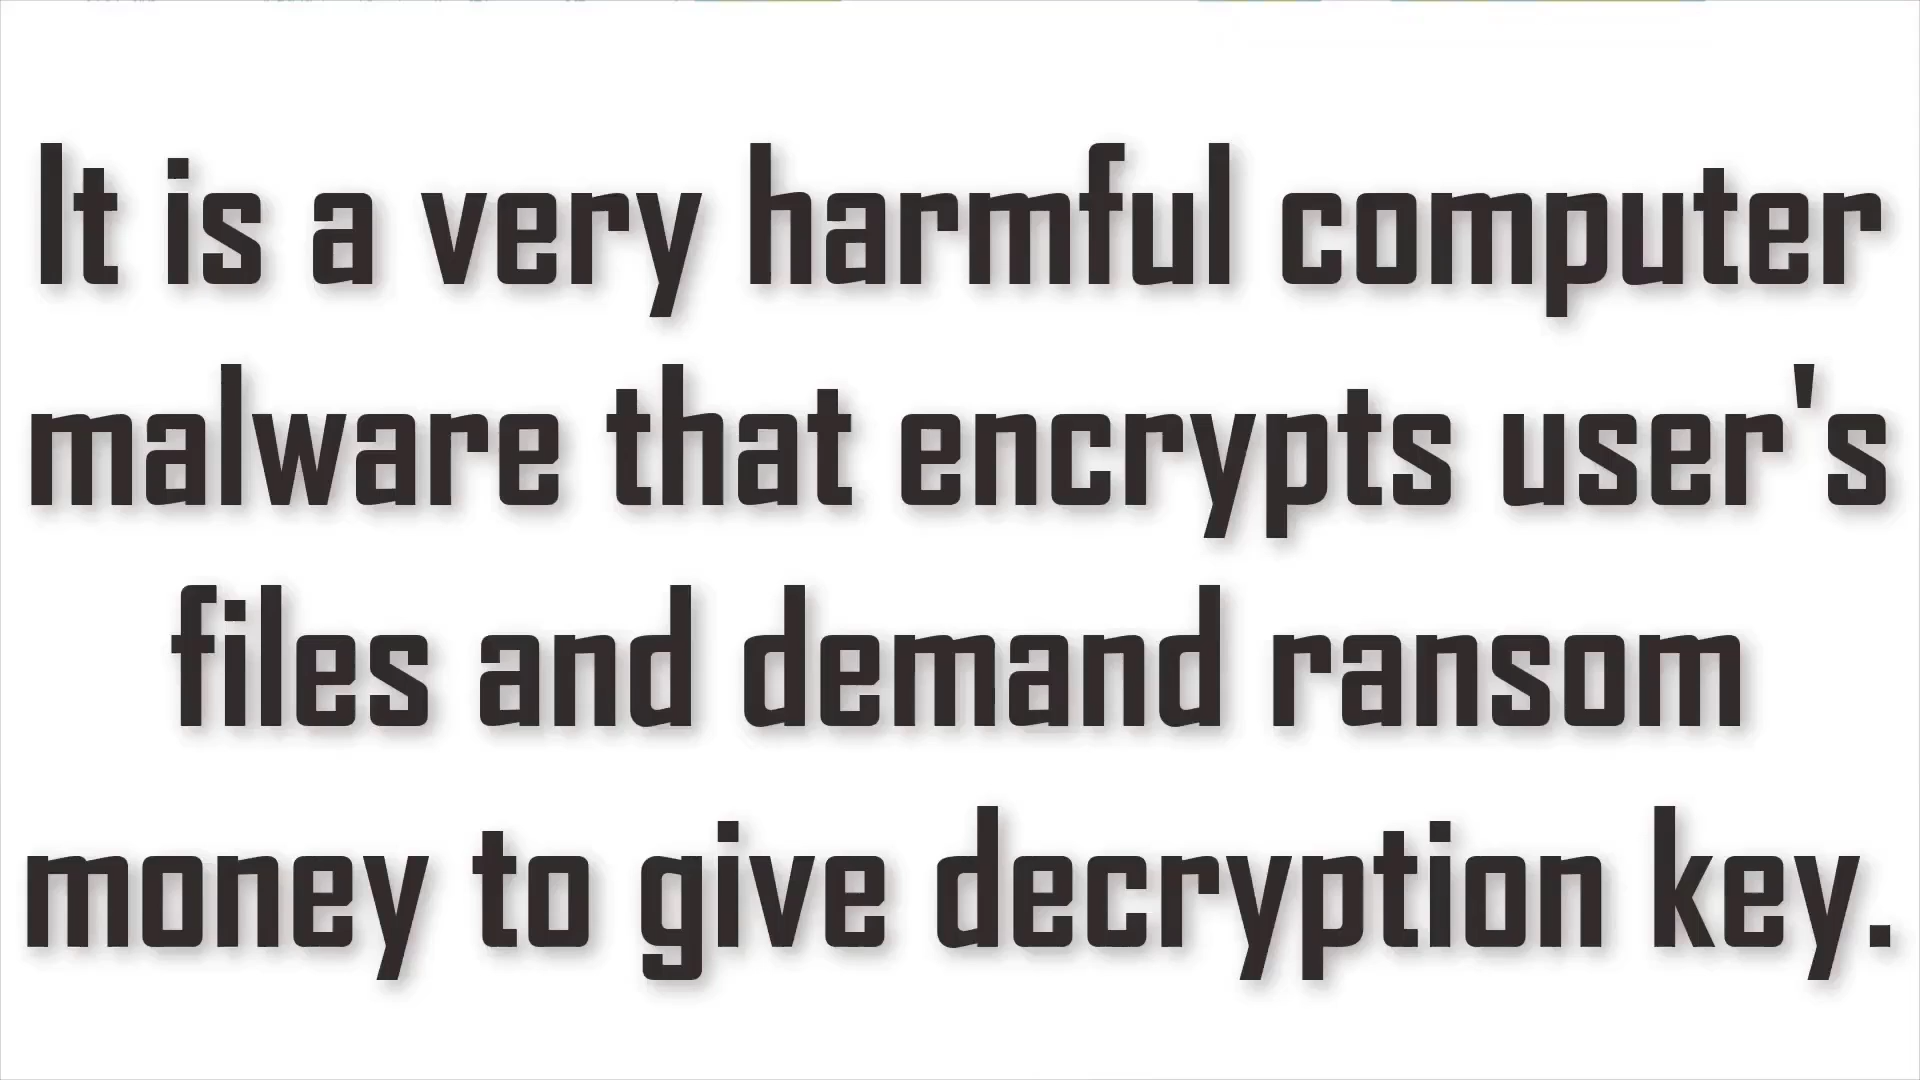 It is a very harmful computer
malware that encrypts user's
files and demand ransom
money to give decryption key.